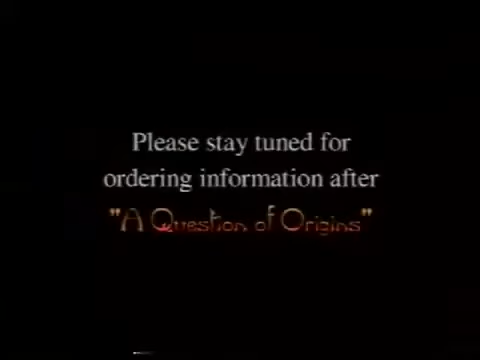 Please stay tuned for
ordering information after
"A Question of Origins"